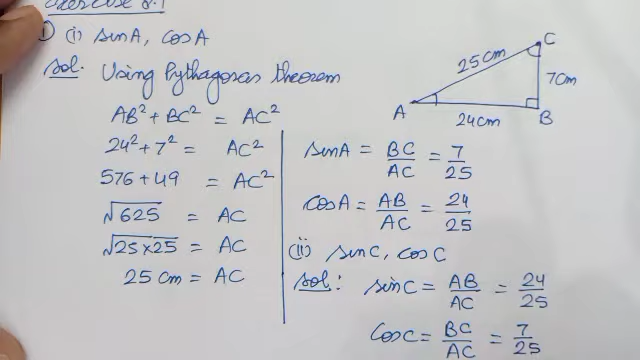 Exercise 8.1
① (i) sinA, cosA
Sol. Using Pythagoras theorem
AB² + BC² = AC²
24² + 7² = AC²
576 + 49 = AC²
√625 = AC
√25×25 = AC
25 cm = AC
C
25cm
7cm
A
24cm
B
sinA = BC/AC = 7/25
cosA = AB/AC = 24/25
(ii) sinC, cosC
Sol: sinC = AB/AC = 24/25
cosC = BC/AC = 7/25